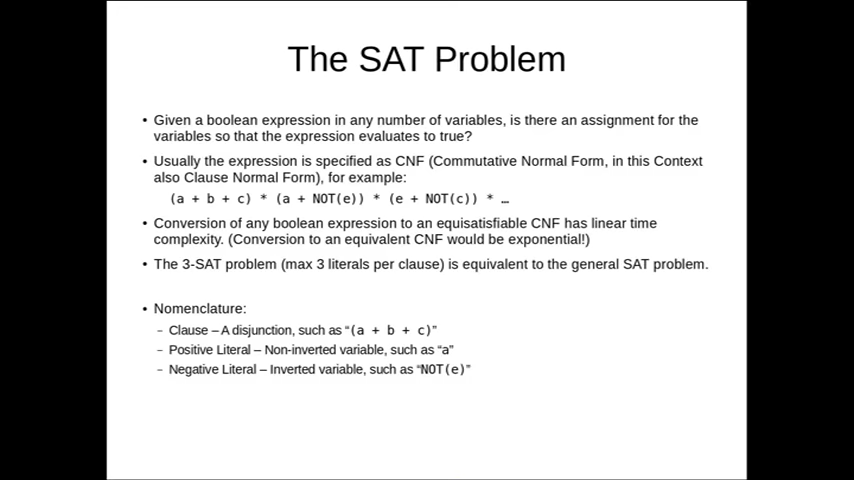 The SAT Problem
• Given a boolean expression in any number of variables, is there an assignment for the
variables so that the expression evaluates to true?
• Usually the expression is specified as CNF (Commutative Normal Form, in this Context
also Clause Normal Form), for example:
(a + b + c) * (a + NOT(e)) * (e + NOT(c)) * …
• Conversion of any boolean expression to an equisatisfiable CNF has linear time
complexity. (Conversion to an equivalent CNF would be exponential!)
• The 3-SAT problem (max 3 literals per clause) is equivalent to the general SAT problem.
• Nomenclature:
– Clause – A disjunction, such as “(a + b + c)”
– Positive Literal – Non-inverted variable, such as “a”
– Negative Literal – Inverted variable, such as “NOT(e)”